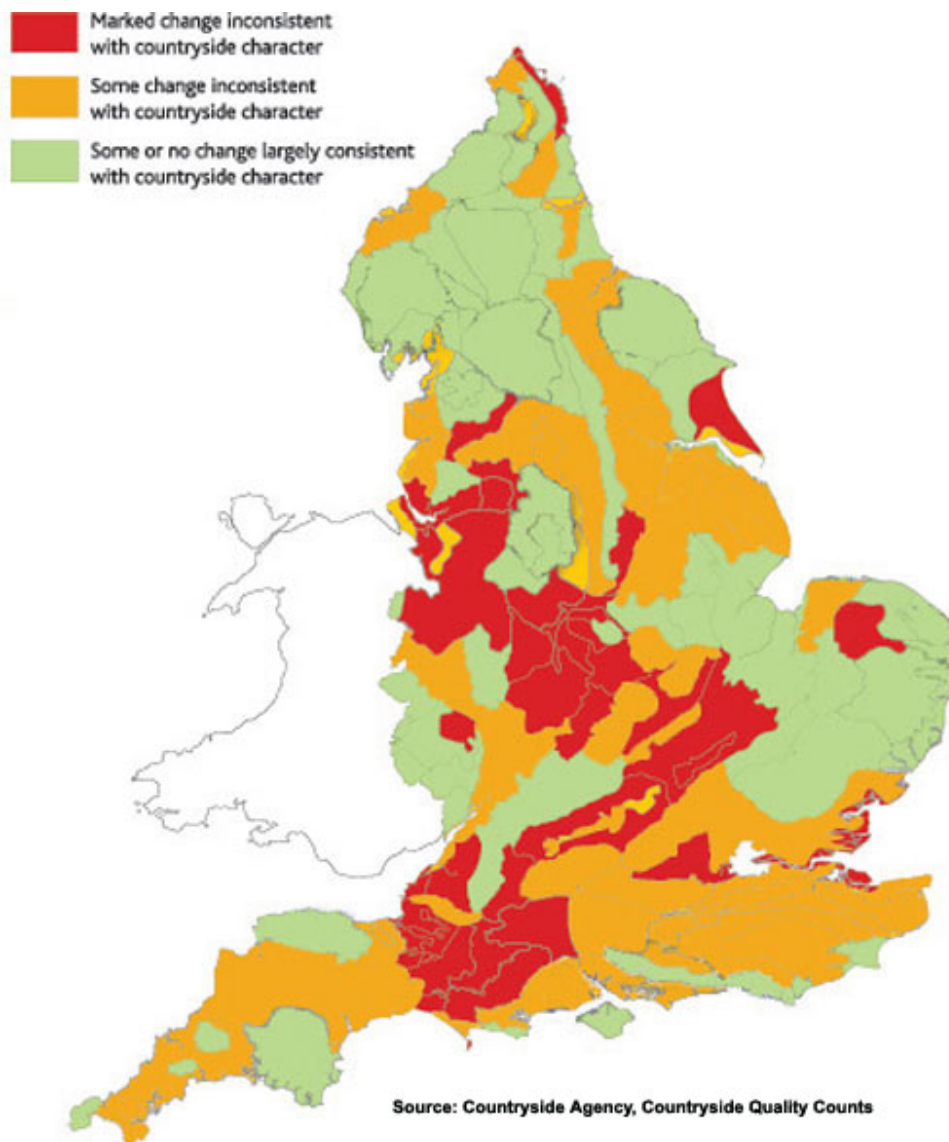 Marked change inconsistent
with countryside character
Some change inconsistent
with countryside character
Some or no change largely consistent
with countryside character
Source: Countryside Agency, Countryside Quality Counts